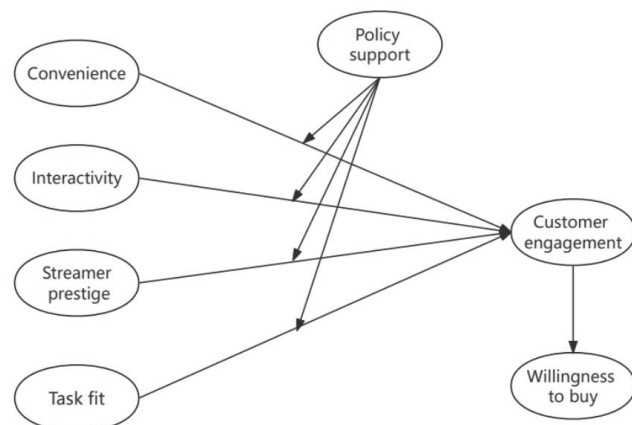 Policy
support
Convenience
Interactivity
Customer
engagement
Streamer
prestige
Task fit
Willingness
to buy